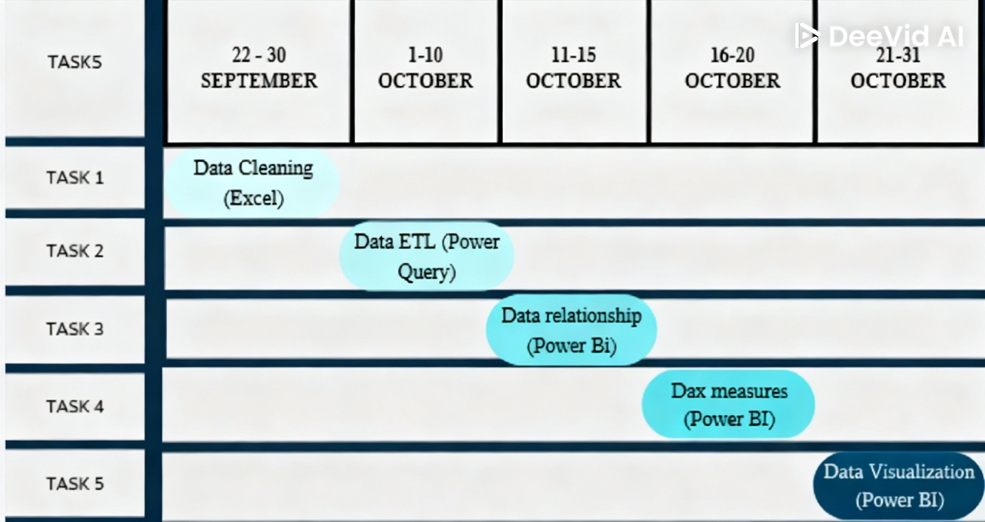 DeeVid AI
TASK5
22 - 30
SEPTEMBER
1-10
OCTOBER
11-15
OCTOBER
16-20
OCTOBER
21-31
OCTOBER
TASK 1
Data Cleaning
(Excel)
TASK 2
Data ETL (Power
Query)
TASK 3
Data relationship
(Power Bi)
TASK 4
Dax measures
(Power BI)
TASK 5
Data Visualization
(Power BI)